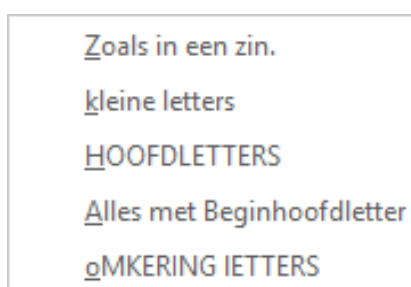 Zoals in een zin.
kleine letters
HOOFDLETTERS
Alles met Beginhoofdletter
oMKERING lETTERS